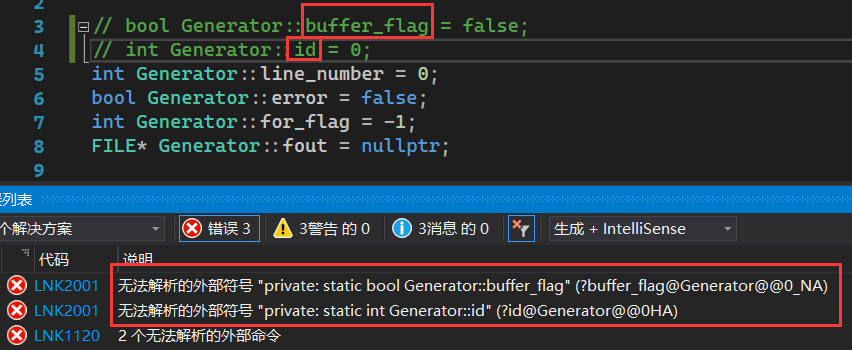 2
3 // bool Generator::buffer_flag = false;
4 // int Generator::id = 0;
5 int Generator::line_number = 0;
6 bool Generator::error = false;
7 int Generator::for_flag = -1;
8 FILE* Generator::fout = nullptr;
9
列表
个解决方案 错误 3 3警告 的 0 3消息 的 0 生成 + IntelliSense
代码 说明
LNK2001 无法解析的外部符号 "private: static bool Generator::buffer_flag" (?buffer_flag@Generator@@0_NA)
LNK2001 无法解析的外部符号 "private: static int Generator::id" (?id@Generator@@0HA)
LNK1120 2 个无法解析的外部命令